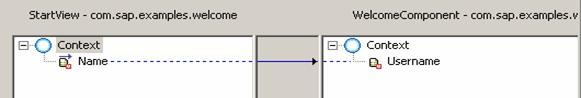 StartView - com.sap.examples.welcome
WelcomeComponent - com.sap.examples.v
Context
Name
Context
Username